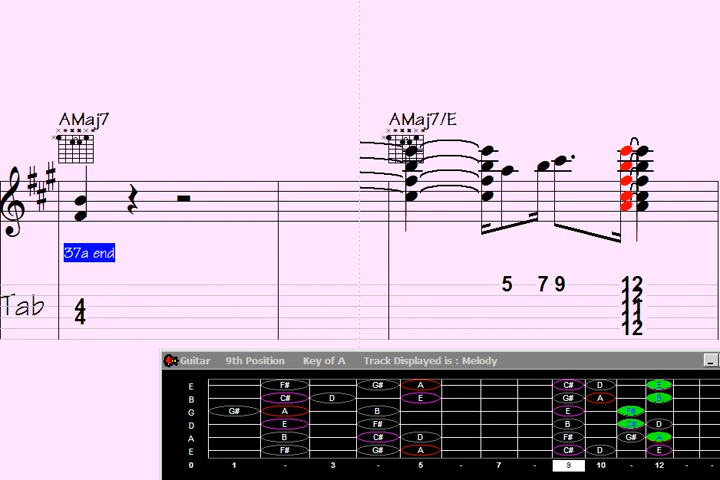 AMaj7 AMaj7/E
37a end
5 7 9 12
12
Tab 4 11
4 11
12
Guitar 9th Position Key of A Track Displayed is : Melody
E F# G# A C# D E
B C# D E G# A B
G G# A B E F#
D E F# B C# D
A B C# D F# G# A
E F# G# A C# D E
0 1 - 3 - 5 - 7 - 9 10 - 12 - -